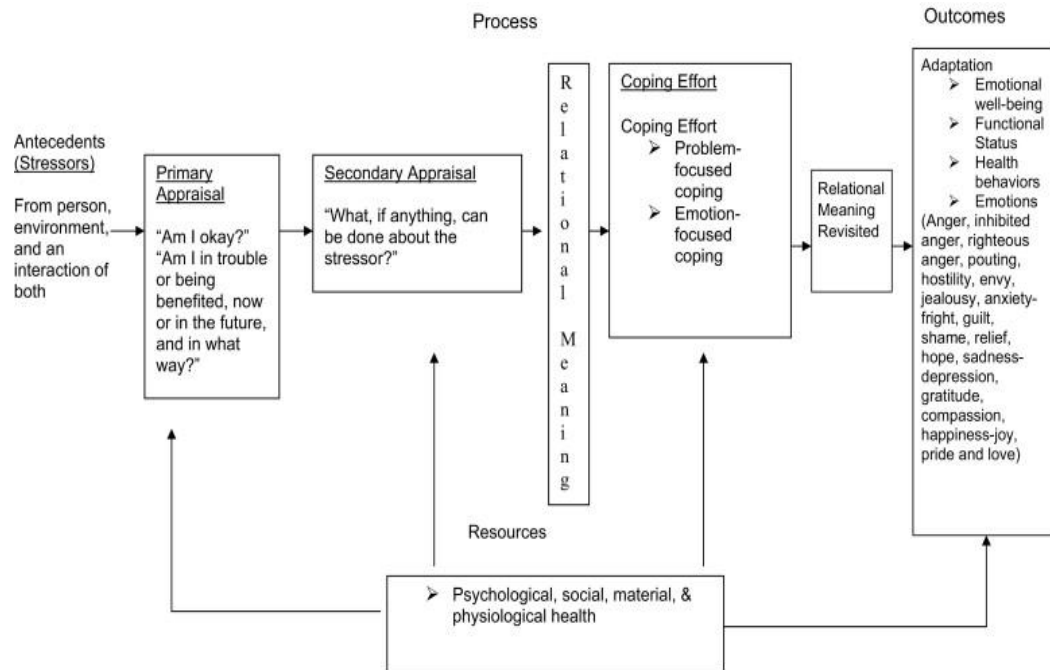 Process
Outcomes
Antecedents
(Stressors)
From person,
environment,
and an
interaction of
both
Primary
Appraisal
“Am I okay?”
“Am I in trouble
or being
benefited, now
or in the future,
and in what
way?”
Secondary Appraisal
“What, if anything, can
be done about the
stressor?”
Relational Meaning
Coping Effort
Coping Effort
➢ Problem-
focused
coping
➢ Emotion-
focused
coping
Relational
Meaning
Revisited
Adaptation
➢ Emotional
well-being
➢ Functional
Status
➢ Health
behaviors
➢ Emotions
(Anger, inhibited
anger, righteous
anger, pouting,
hostility, envy,
jealousy, anxiety-
fright, guilt,
shame, relief,
hope, sadness-
depression,
gratitude,
compassion,
happiness-joy,
pride and love)
Resources
➢ Psychological, social, material, &
physiological health